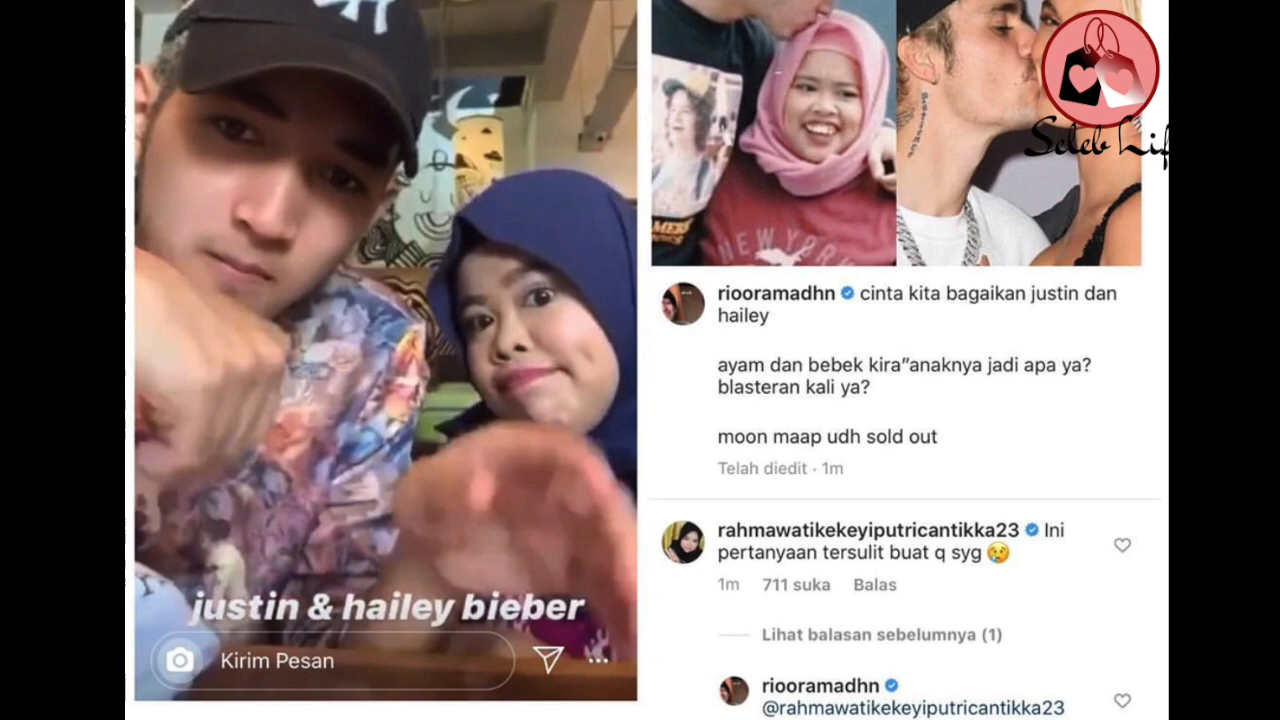 justin & hailey bieber
Kirim Pesan
NEW YORK
Seleb Lif
riooramadhn cinta kita bagaikan justin dan
hailey
ayam dan bebek kira"anaknya jadi apa ya?
blasteran kali ya?
moon maap udh sold out
Telah diedit · 1m
rahmawatikekeyiputricantikka23 Ini
pertanyaan tersulit buat q syg 😢
1m 711 suka Balas
Lihat balasan sebelumnya (1)
riooramadhn
@rahmawatikekeyiputricantikka23